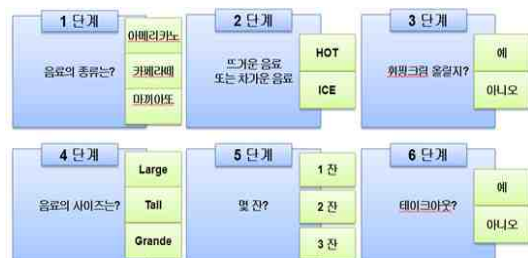 1 단계
음료의 종류는?
아메리카노
카페라떼
마끼아또
2 단계
뜨거운 음료
또는 차가운 음료
HOT
ICE
3 단계
휘핑크림 올릴지?
예
아니오
4 단계
음료의 사이즈는?
Large
Tall
Grande
5 단계
몇 잔?
1 잔
2 잔
3 잔
6 단계
테이크아웃?
예
아니오